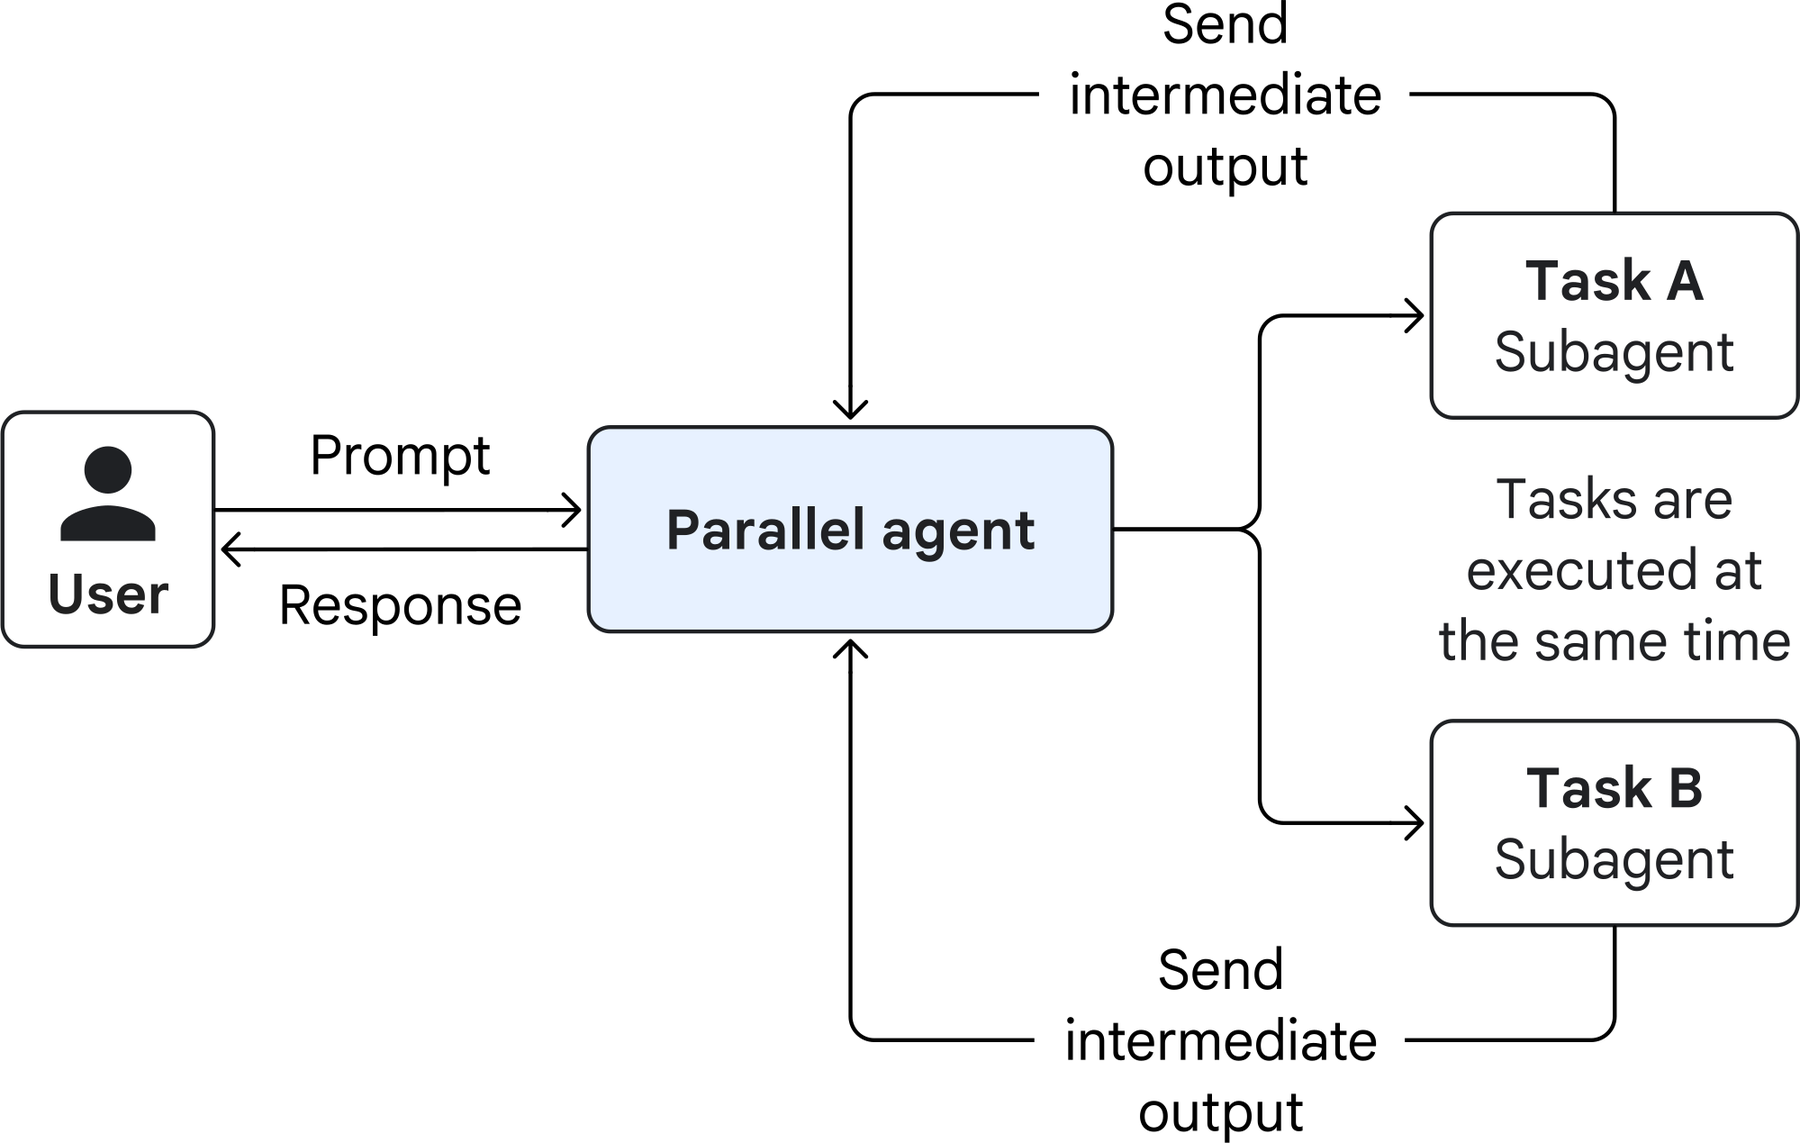 Send
intermediate
output
Task A
Subagent
Prompt
User
Response
Parallel agent
Tasks are
executed at
the same time
Task B
Subagent
Send
intermediate
output